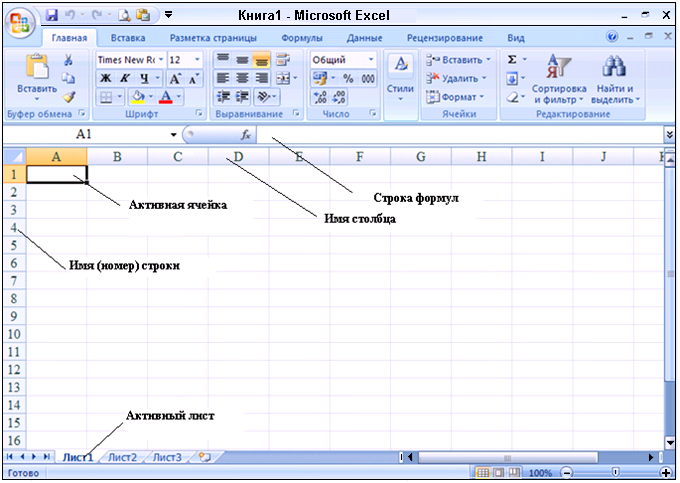 Книга1 - Microsoft Excel
Главная Вставка Разметка страницы Формулы Данные Рецензирование Вид
Times New Ro 12 Общий Σ Вставить
Ж К Ч А А % 000 Удалить
Вставить Стили Формат Сортировка и фильтр Найти и выделить
Буфер обмена Шрифт Выравнивание Число Ячейки Редактирование
A1 fx
A B C D E F G H I J K
1
2
3
4
5
6
7
8
9
10
11
12
13
14
15
16
Строка формул
Активная ячейка
Имя столбца
Имя (номер) строки
Активный лист
Лист1 Лист2 Лист3
Готово 100%